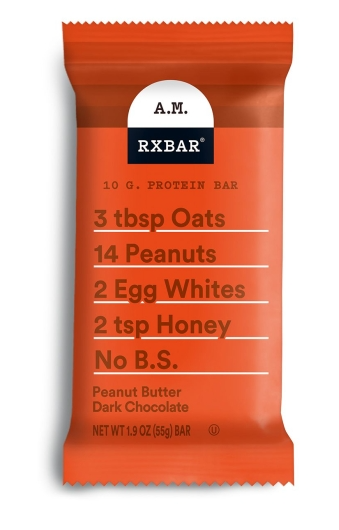 A.M.
RXBAR®
10 G. PROTEIN BAR
3 tbsp Oats
14 Peanuts
2 Egg Whites
2 tsp Honey
No B.S.
Peanut Butter
Dark Chocolate
NET WT 1.9 OZ (55g) BAR Ⓤ